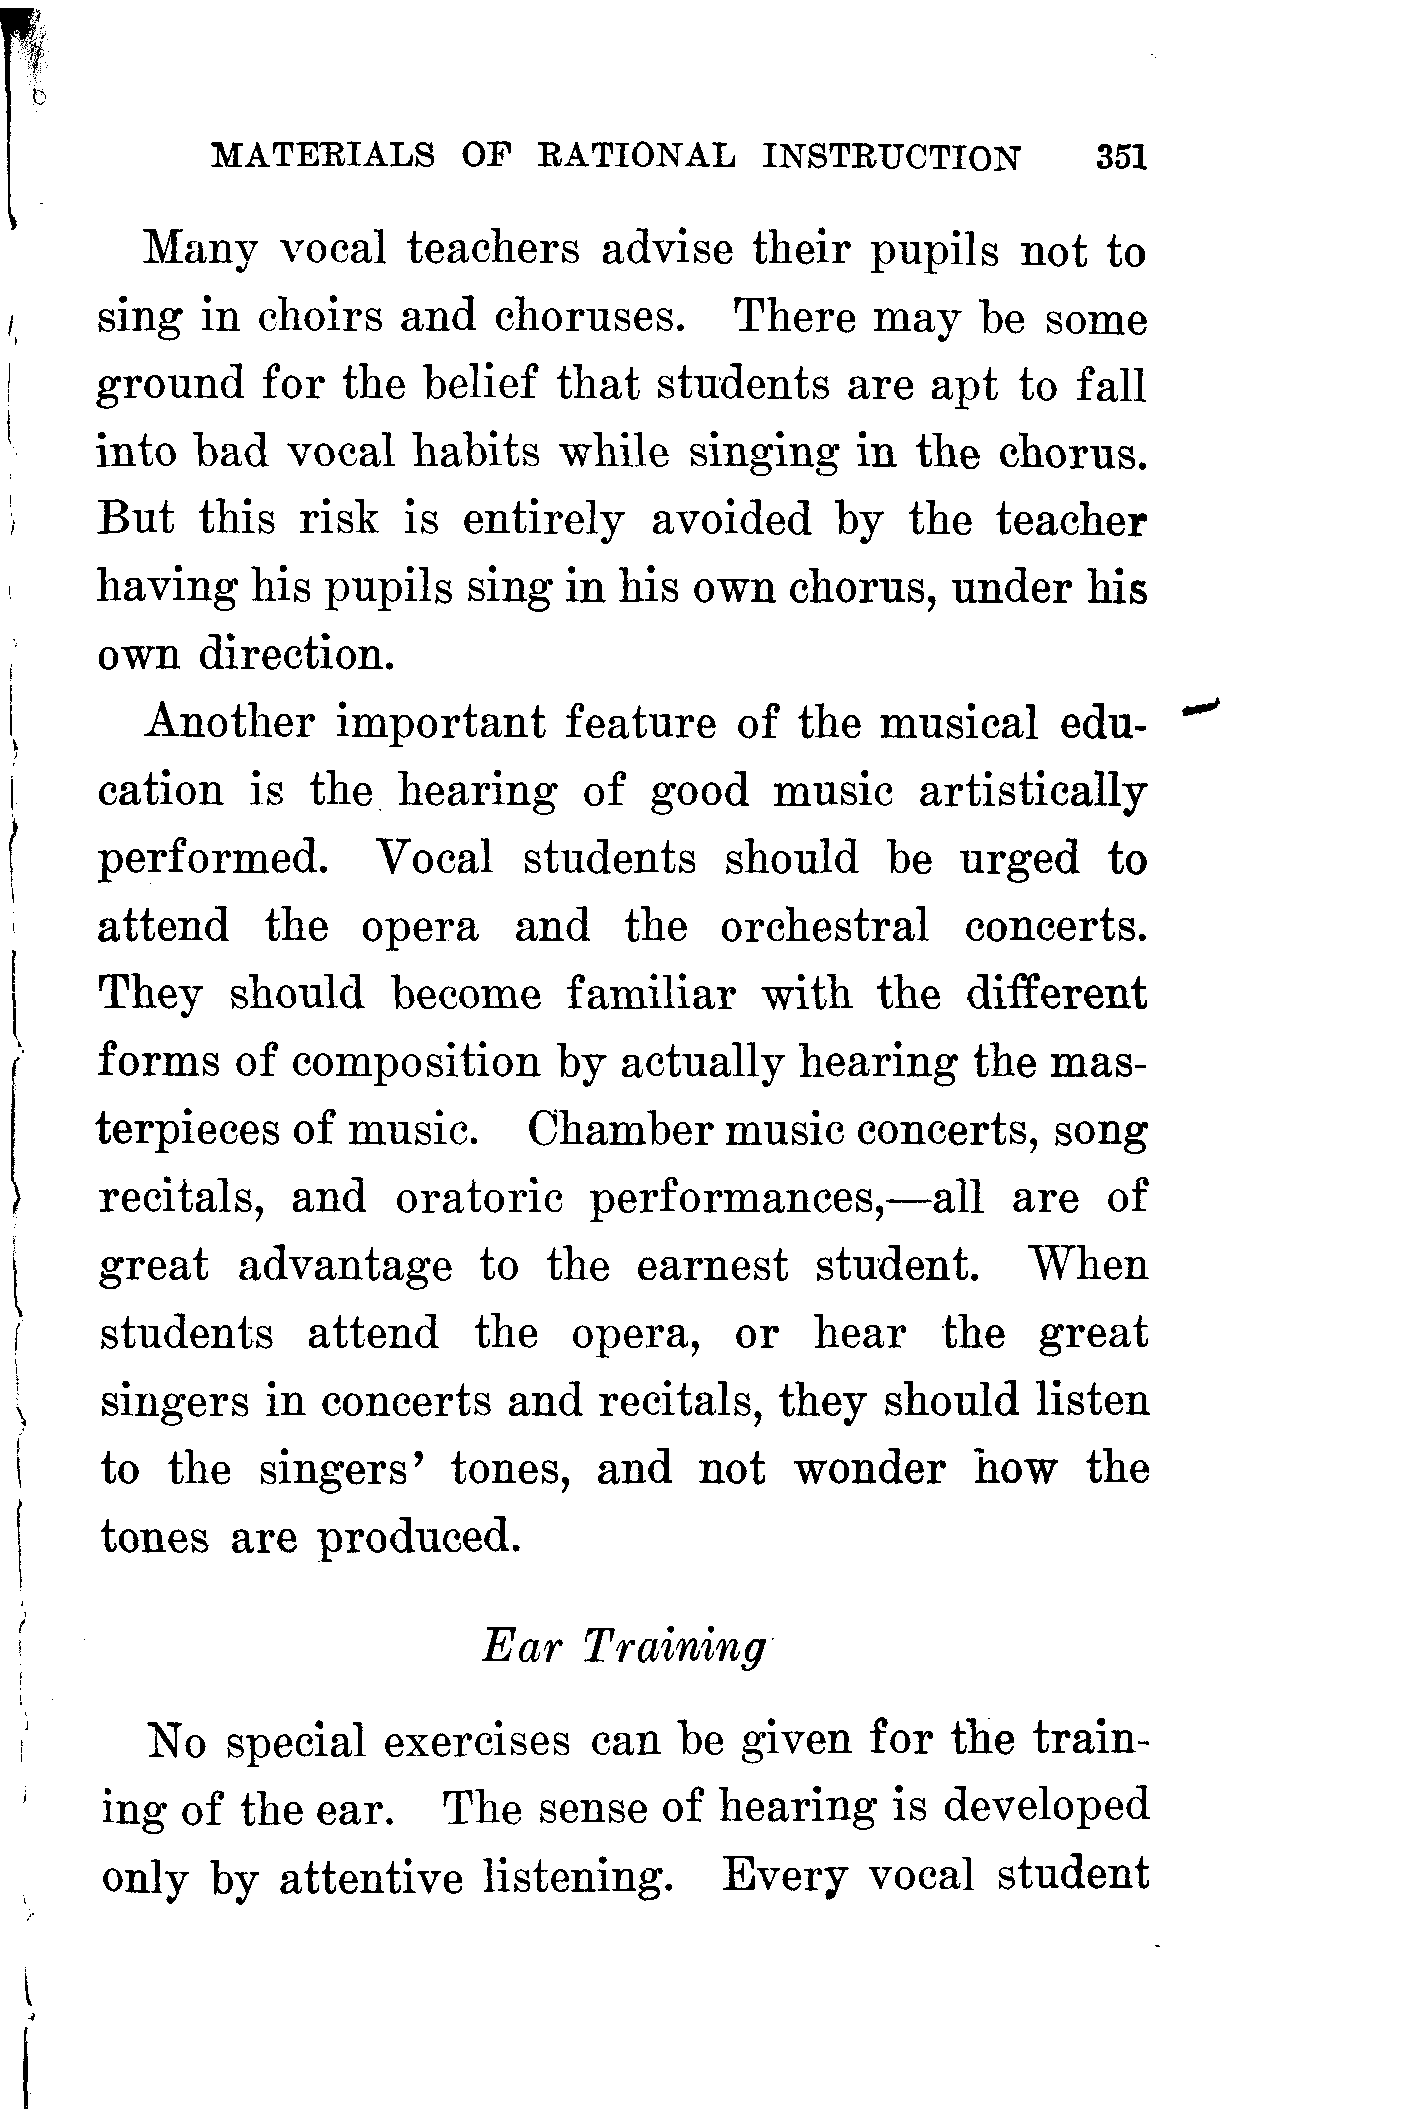 MATERIALS OF RATIONAL INSTRUCTION 351
Many vocal teachers advise their pupils not to
sing in choirs and choruses. There may be some
ground for the belief that students are apt to fall
into bad vocal habits while singing in the chorus.
But this risk is entirely avoided by the teacher
having his pupils sing in his own chorus, under his
own direction.
Another important feature of the musical edu-
cation is the hearing of good music artistically
performed. Vocal students should be urged to
attend the opera and the orchestral concerts.
They should become familiar with the different
forms of composition by actually hearing the mas-
terpieces of music. Chamber music concerts, song
recitals, and oratoric performances,—all are of
great advantage to the earnest student. When
students attend the opera, or hear the great
singers in concerts and recitals, they should listen
to the singers' tones, and not wonder how the
tones are produced.
Ear Training
No special exercises can be given for the train-
ing of the ear. The sense of hearing is developed
only by attentive listening. Every vocal student